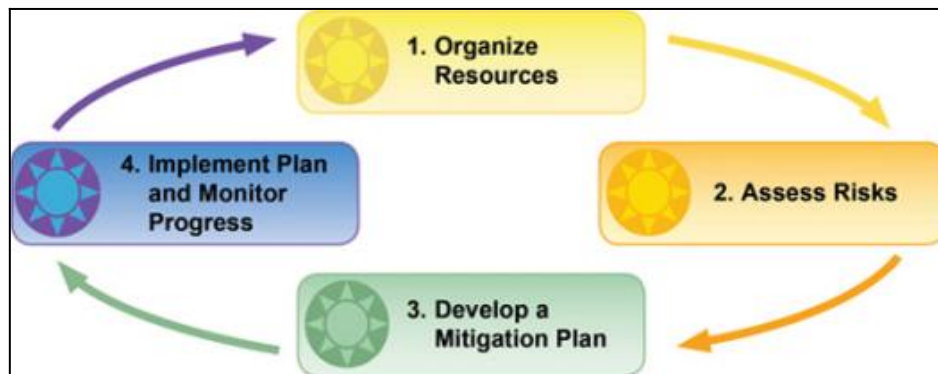 1. Organize
Resources
2. Assess Risks
3. Develop a
Mitigation Plan
4. Implement Plan
and Monitor
Progress